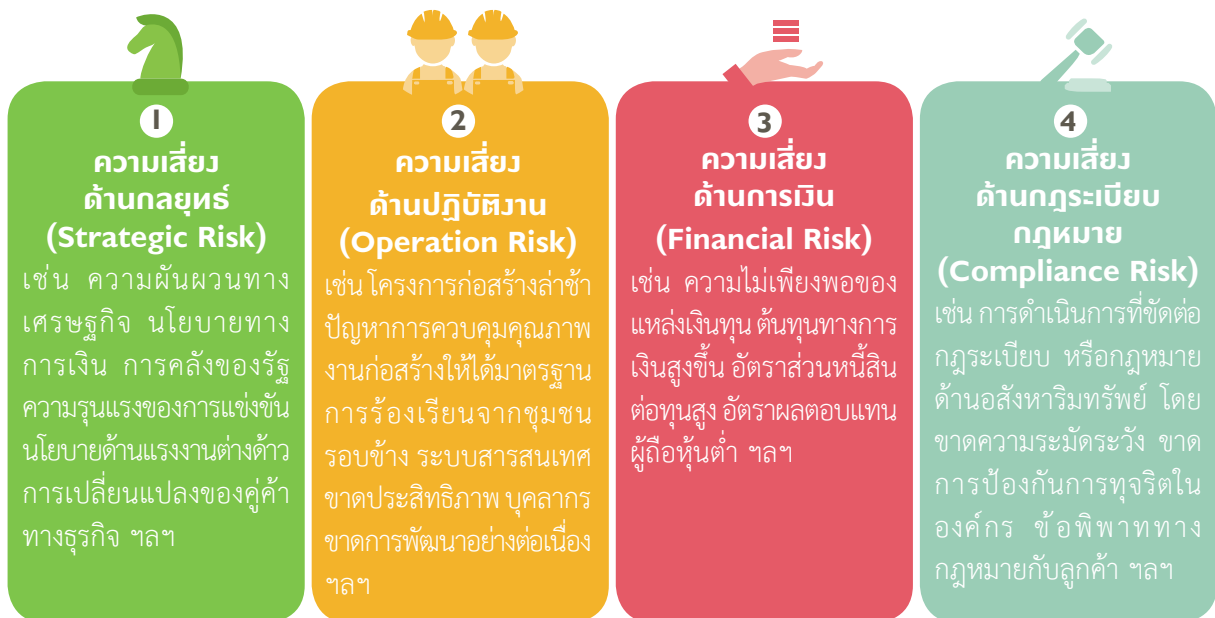 1
ความเสี่ยง
ด้านกลยุทธ์
(Strategic Risk)
เช่น ความผันผวนทาง
เศรษฐกิจ นโยบายทาง
การเงิน การคลังของรัฐ
ความรุนแรงของการแข่งขัน
นโยบายด้านแรงงานต่างด้าว
การเปลี่ยนแปลงของคู่ค้า
ทางธุรกิจ ฯลฯ
2
ความเสี่ยง
ด้านปฏิบัติงาน
(Operation Risk)
เช่น โครงการก่อสร้างล่าช้า
ปัญหาการควบคุมคุณภาพ
งานก่อสร้างให้ได้มาตรฐาน
การร้องเรียนจากชุมชน
รอบข้าง ระบบสารสนเทศ
ขาดประสิทธิภาพ บุคลากร
ขาดการพัฒนาอย่างต่อเนื่อง
ฯลฯ
3
ความเสี่ยง
ด้านการเงิน
(Financial Risk)
เช่น ความไม่เพียงพอของ
แหล่งเงินทุน ต้นทุนทางการ
เงินสูงขึ้น อัตราส่วนหนี้สิน
ต่อทุนสูง อัตราผลตอบแทน
ผู้ถือหุ้นต่ำ ฯลฯ
4
ความเสี่ยง
ด้านกฎระเบียบ
กฎหมาย
(Compliance Risk)
เช่น การดำเนินการที่ขัดต่อ
กฎระเบียบ หรือกฎหมาย
ด้านอสังหาริมทรัพย์ โดย
ขาดความระมัดระวัง ขาด
การป้องกันการทุจริตใน
องค์กร ข้อพิพาททาง
กฎหมายกับลูกค้า ฯลฯ